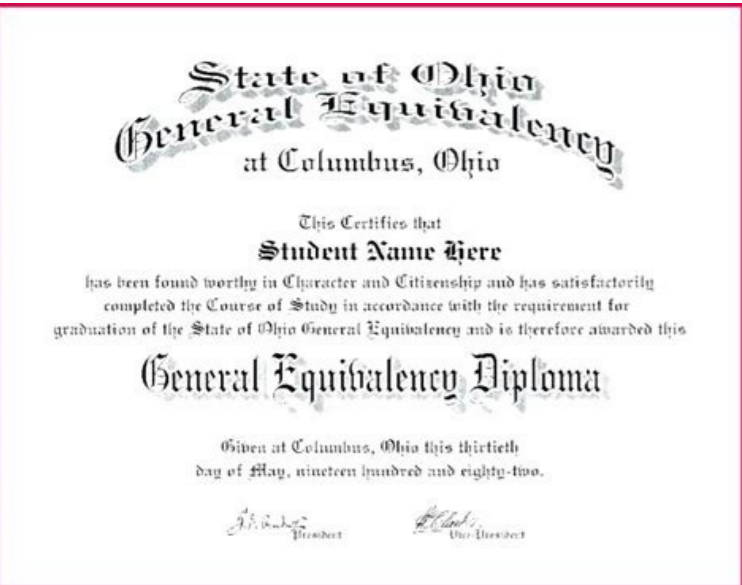 State of Ohio
General Equivalency
at Columbus, Ohio
This Certifies that
Student Name Here
has been found worthy in Character and Citizenship and has satisfactorily
completed the Course of Study in accordance with the requirement for
graduation of the State of Ohio General Equivalency and is therefore awarded this
General Equivalency Diploma
Given at Columbus, Ohio this thirtieth
day of May, nineteen hundred and eighty-two.
President
Vice-President